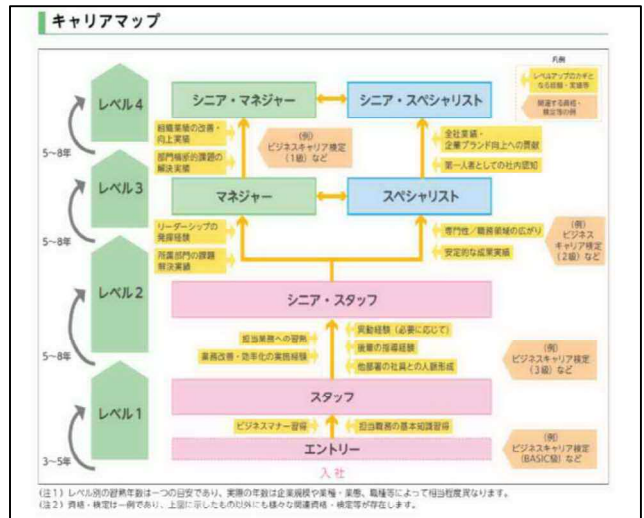 キャリアマップ
凡例
レベルアップのカギと
なる経験・実績等
関連する資格・
検定等の例
レベル4
シニア・マネジャー
シニア・スペシャリスト
組織業績の改善・
向上実績
部門横断的課題の
解決実績
(例)
ビジネスキャリア検定
(1級)など
全社業績・
企業ブランド向上への貢献
第一人者としての社内認知
5~8年
レベル3
マネジャー
スペシャリスト
リーダーシップの
発揮経験
所属部門の課題
解決実績
専門性/職務領域の広がり
安定的な成果実績
(例)
ビジネス
キャリア検定
(2級)など
5~8年
レベル2
シニア・スタッフ
担当業務への習熟
業務改善・効率化の実施経験
異動経験(必要に応じて)
後輩の指導経験
他部署の社員との人脈形成
(例)
ビジネスキャリア検定
(3級)など
5~8年
スタッフ
レベル1
ビジネスマナー習得
担当職務の基本知識習得
エントリー
(例)
ビジネスキャリア検定
(BASIC級)など
3~5年
入社
(注1)レベル別の習熟年数は一つの目安であり、実際の年数は企業規模や業種・業態、職種等によって相当程度異なります。
(注2)資格・検定は一例であり、上図に示したもの以外にも様々な関連資格・検定等が存在します。